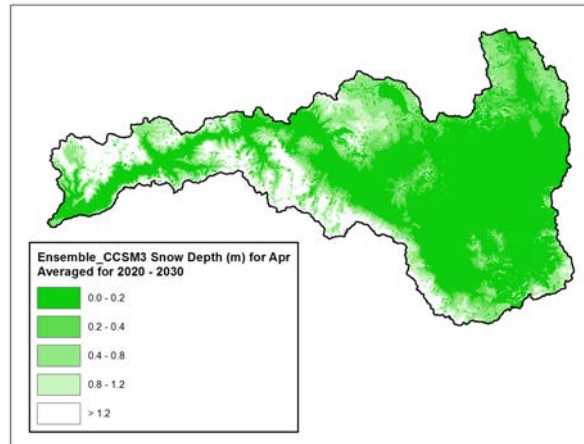 Ensemble_CCSM3 Snow Depth (m) for Apr
Averaged for 2020 - 2030
0.0 - 0.2
0.2 - 0.4
0.4 - 0.8
0.8 - 1.2
> 1.2